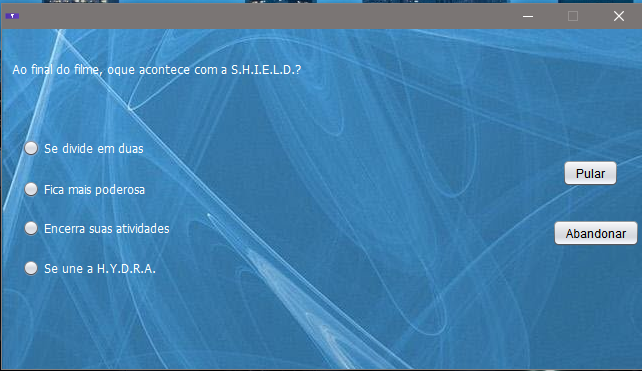 Ao final do filme, oque acontece com a S.H.I.E.L.D.?
Se divide em duas
Fica mais poderosa
Pular
Encerra suas atividades
Abandonar
Se une a H.Y.D.R.A.